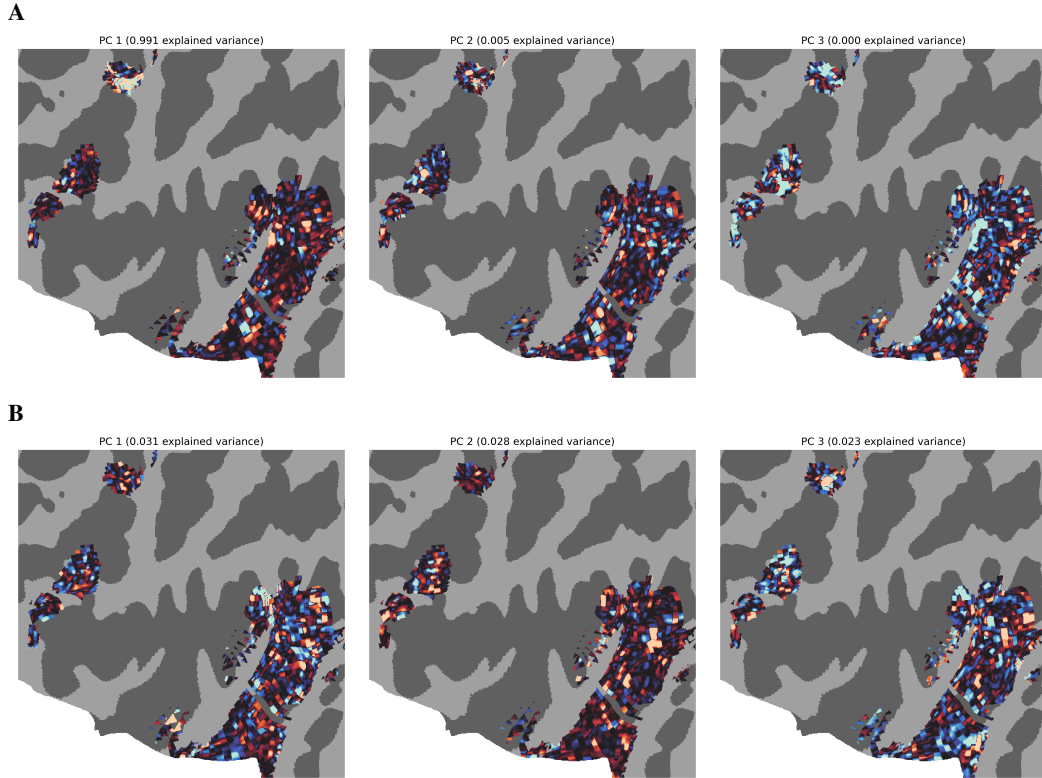 A
PC 1 (0.991 explained variance)
PC 2 (0.005 explained variance)
PC 3 (0.000 explained variance)
B
PC 1 (0.031 explained variance)
PC 2 (0.028 explained variance)
PC 3 (0.023 explained variance)